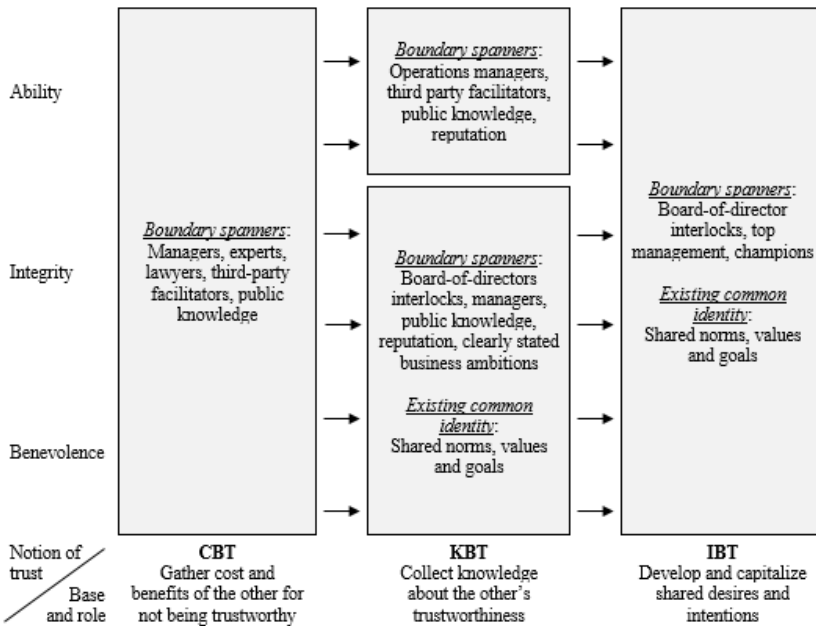 Ability
Integrity
Benevolence
Boundary spanners:
Managers, experts,
lawyers, third-party
facilitators, public
knowledge
Boundary spanners:
Operations managers,
third party facilitators,
public knowledge,
reputation
Boundary spanners:
Board-of-directors
interlocks, managers,
public knowledge,
reputation, clearly stated
business ambitions
Existing common
identity:
Shared norms, values
and goals
Boundary spanners:
Board-of-director
interlocks, top
management, champions
Existing common
identity:
Shared norms, values
and goals
Notion of
trust
Base
and role
CBT
Gather cost and
benefits of the other for
not being trustworthy
KBT
Collect knowledge
about the other's
trustworthiness
IBT
Develop and capitalize
shared desires and
intentions